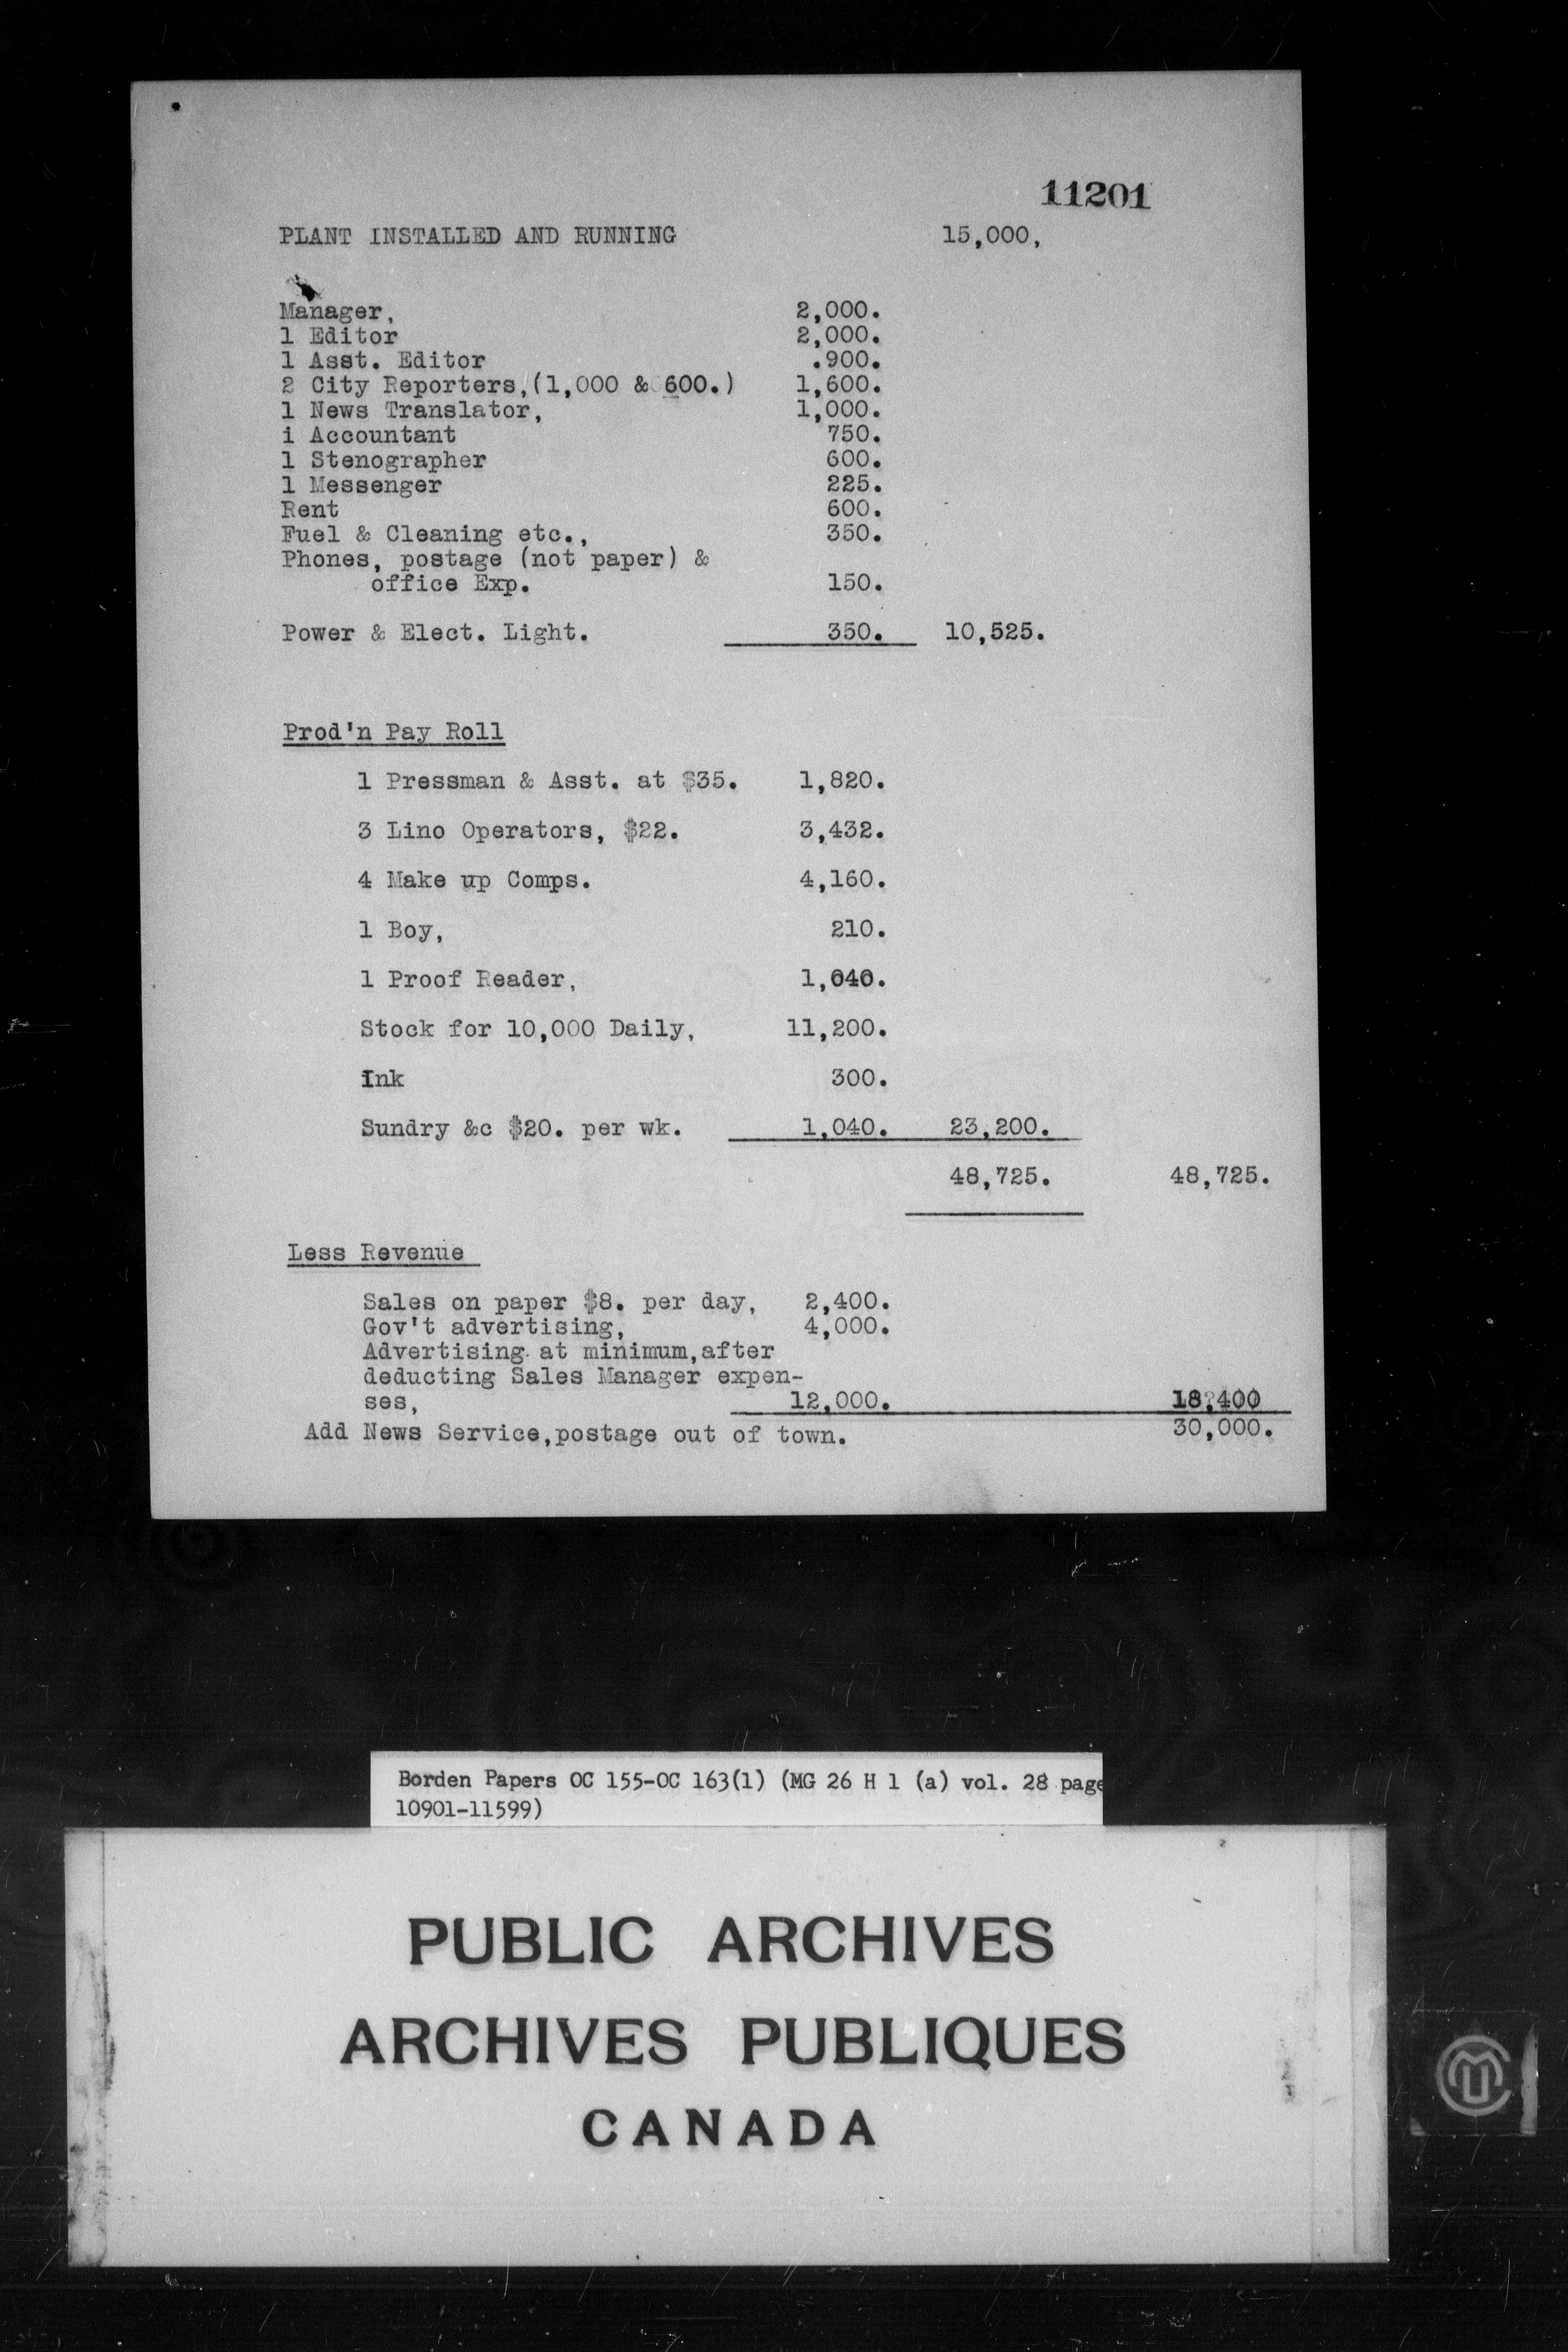 11201
PLANT INSTALLED AND RUNNING 15,000,
Manager, 2,000.
1 Editor 2,000.
1 Asst. Editor .900.
2 City Reporters,(1,000 & 600.) 1,600.
1 News Translator, 1,000.
i Accountant 750.
1 Stenographer 600.
1 Messenger 225.
Rent 600.
Fuel & Cleaning etc., 350.
Phones, postage (not paper) &
office Exp. 150.
Power & Elect. Light. 350. 10,525.
Prod'n Pay Roll
1 Pressman & Asst. at $35. 1,820.
3 Lino Operators, $22. 3,432.
4 Make up Comps. 4,160.
1 Boy, 210.
1 Proof Reader, 1,040.
Stock for 10,000 Daily, 11,200.
Ink 300.
Sundry &c $20. per wk. 1,040. 23,200.
48,725. 48,725.
Less Revenue
Sales on paper $8. per day, 2,400.
Gov't advertising, 4,000.
Advertising at minimum,after
deducting Sales Manager expen-
ses, 12,000. 18,400
Add News Service,postage out of town. 30,000.
Borden Papers OC 155-OC 163(1) (MG 26 H 1 (a) vol. 28 page
10901-11599)
PUBLIC ARCHIVES
ARCHIVES PUBLIQUES
CANADA